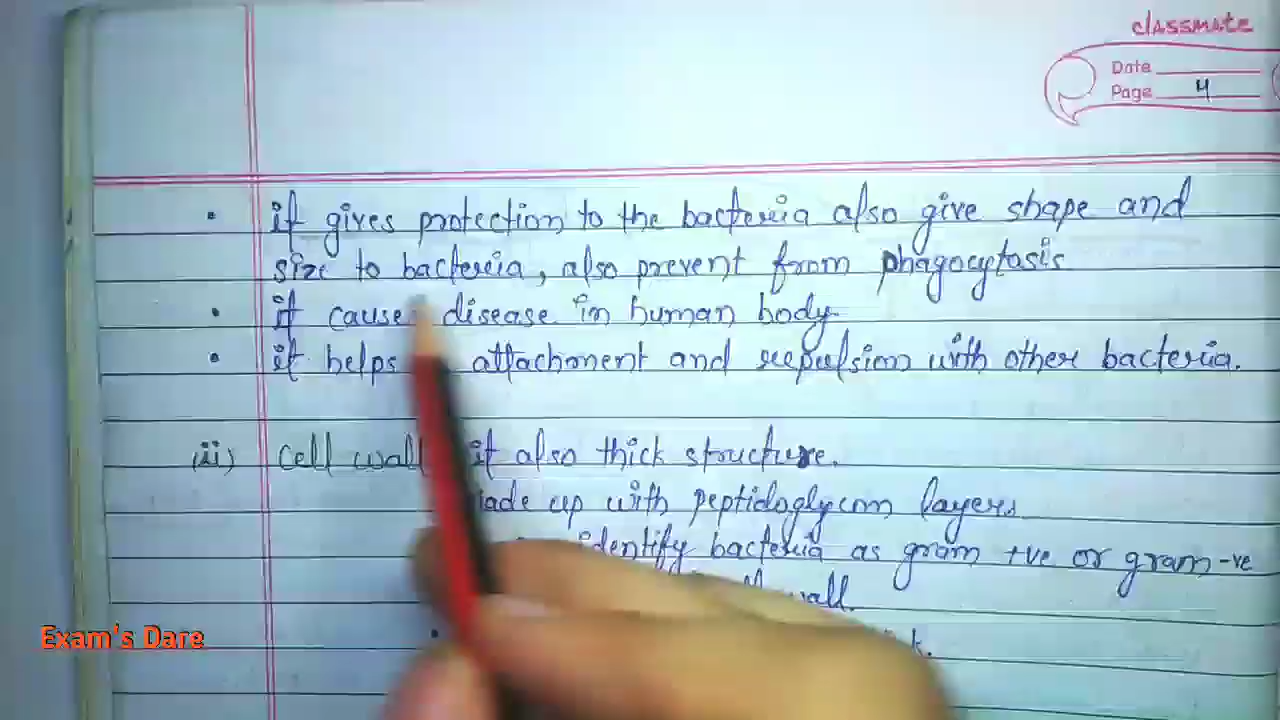 classmate
Date
Page 4
• it gives protection to the bacteria also give shape and
size to bacteria, also prevent from phagocytosis
• it cause disease in human body.
• it helps attachment and repulsion with other bacteria.
(ii) Cell wall it also thick structure.
up with peptidoglycan layers
identify bacteria as gram +ve or gram -ve
wall.
Exam's Dare